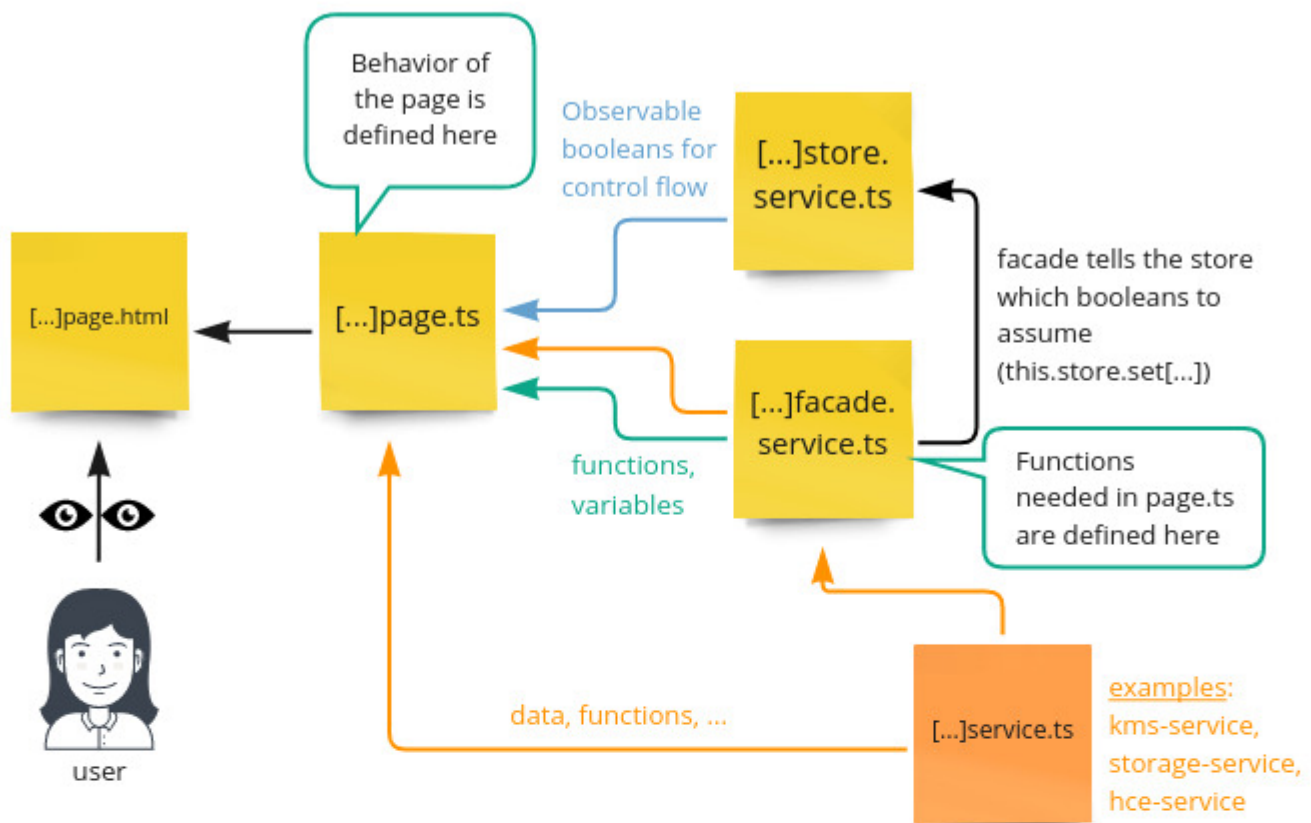 Behavior of
the page is
defined here
Observable
booleans for
control flow
[...]store.
service.ts
facade tells the store
which booleans to
assume
(this.store.set[...])
[...]page.html
[...]page.ts
[...]facade.
service.ts
functions,
variables
Functions
needed in page.ts
are defined here
data, functions, ...
[...]service.ts
examples:
kms-service,
storage-service,
hce-service
user